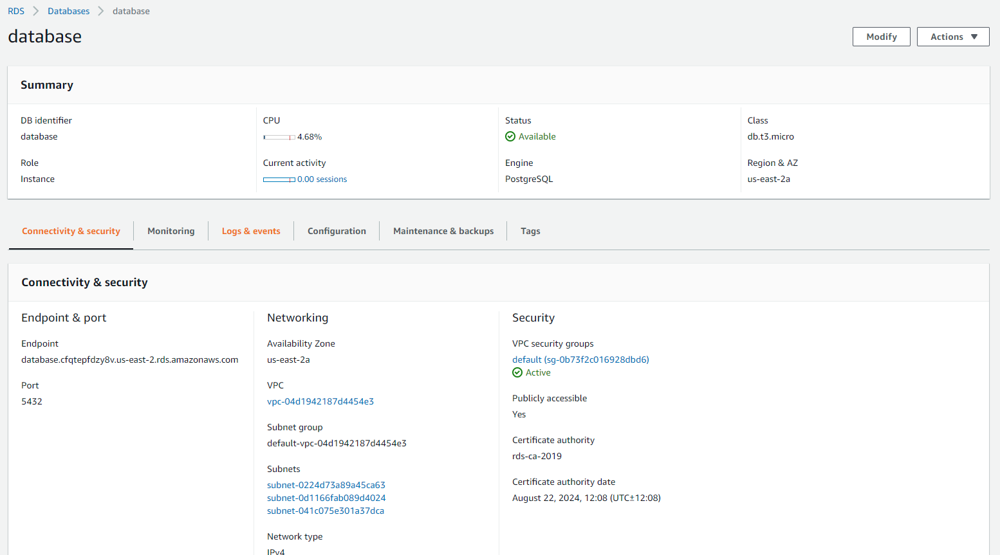 RDS > Databases > database
database
Modify
Actions ▼
Summary
DB identifier
database
CPU
4.68%
Status
Available
Class
db.t3.micro
Role
Instance
Current activity
0.00 sessions
Engine
PostgreSQL
Region & AZ
us-east-2a
Connectivity & security
Monitoring
Logs & events
Configuration
Maintenance & backups
Tags
Connectivity & security
Endpoint & port
Endpoint
database.cfqtepfdzy8v.us-east-2.rds.amazonaws.com
Port
5432
Networking
Availability Zone
us-east-2a
VPC
vpc-04d1942187d4454e3
Subnet group
default-vpc-04d1942187d4454e3
Subnets
subnet-0224d73a89a45ca63
subnet-0d1166fab089d4024
subnet-041c075e301a37dca
Network type
IPv4
Security
VPC security groups
default (sg-0b73f2c016928dbd6)
Active
Publicly accessible
Yes
Certificate authority
rds-ca-2019
Certificate authority date
August 22, 2024, 12:08 (UTC±12:08)